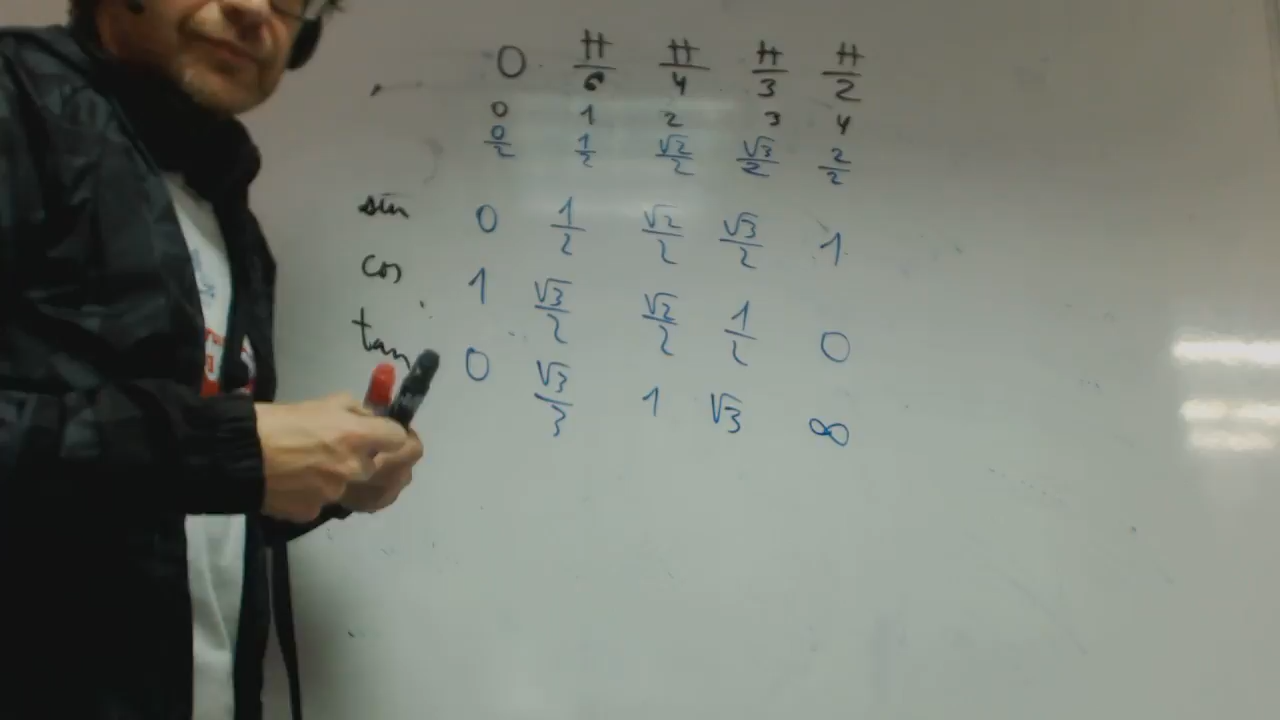 0 π/6 π/4 π/3 π/2
0 1 2 3 4
0/2 1/2 √2/2 √3/2 2/2
sin 0 1/2 √2/2 √3/2 1
cos 1 √3/2 √2/2 1/2 0
tan 0 √3/3 1 √3 ∞